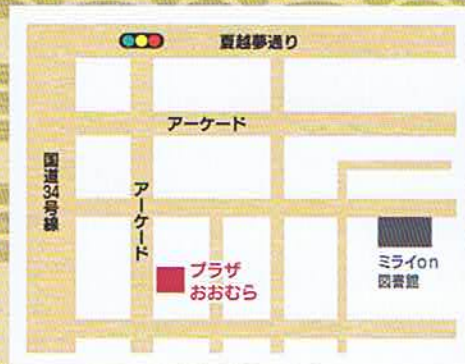 夏越夢通り
アーケード
国道34号線
アーケード
プラザ
おおむら
ミライon
図書館